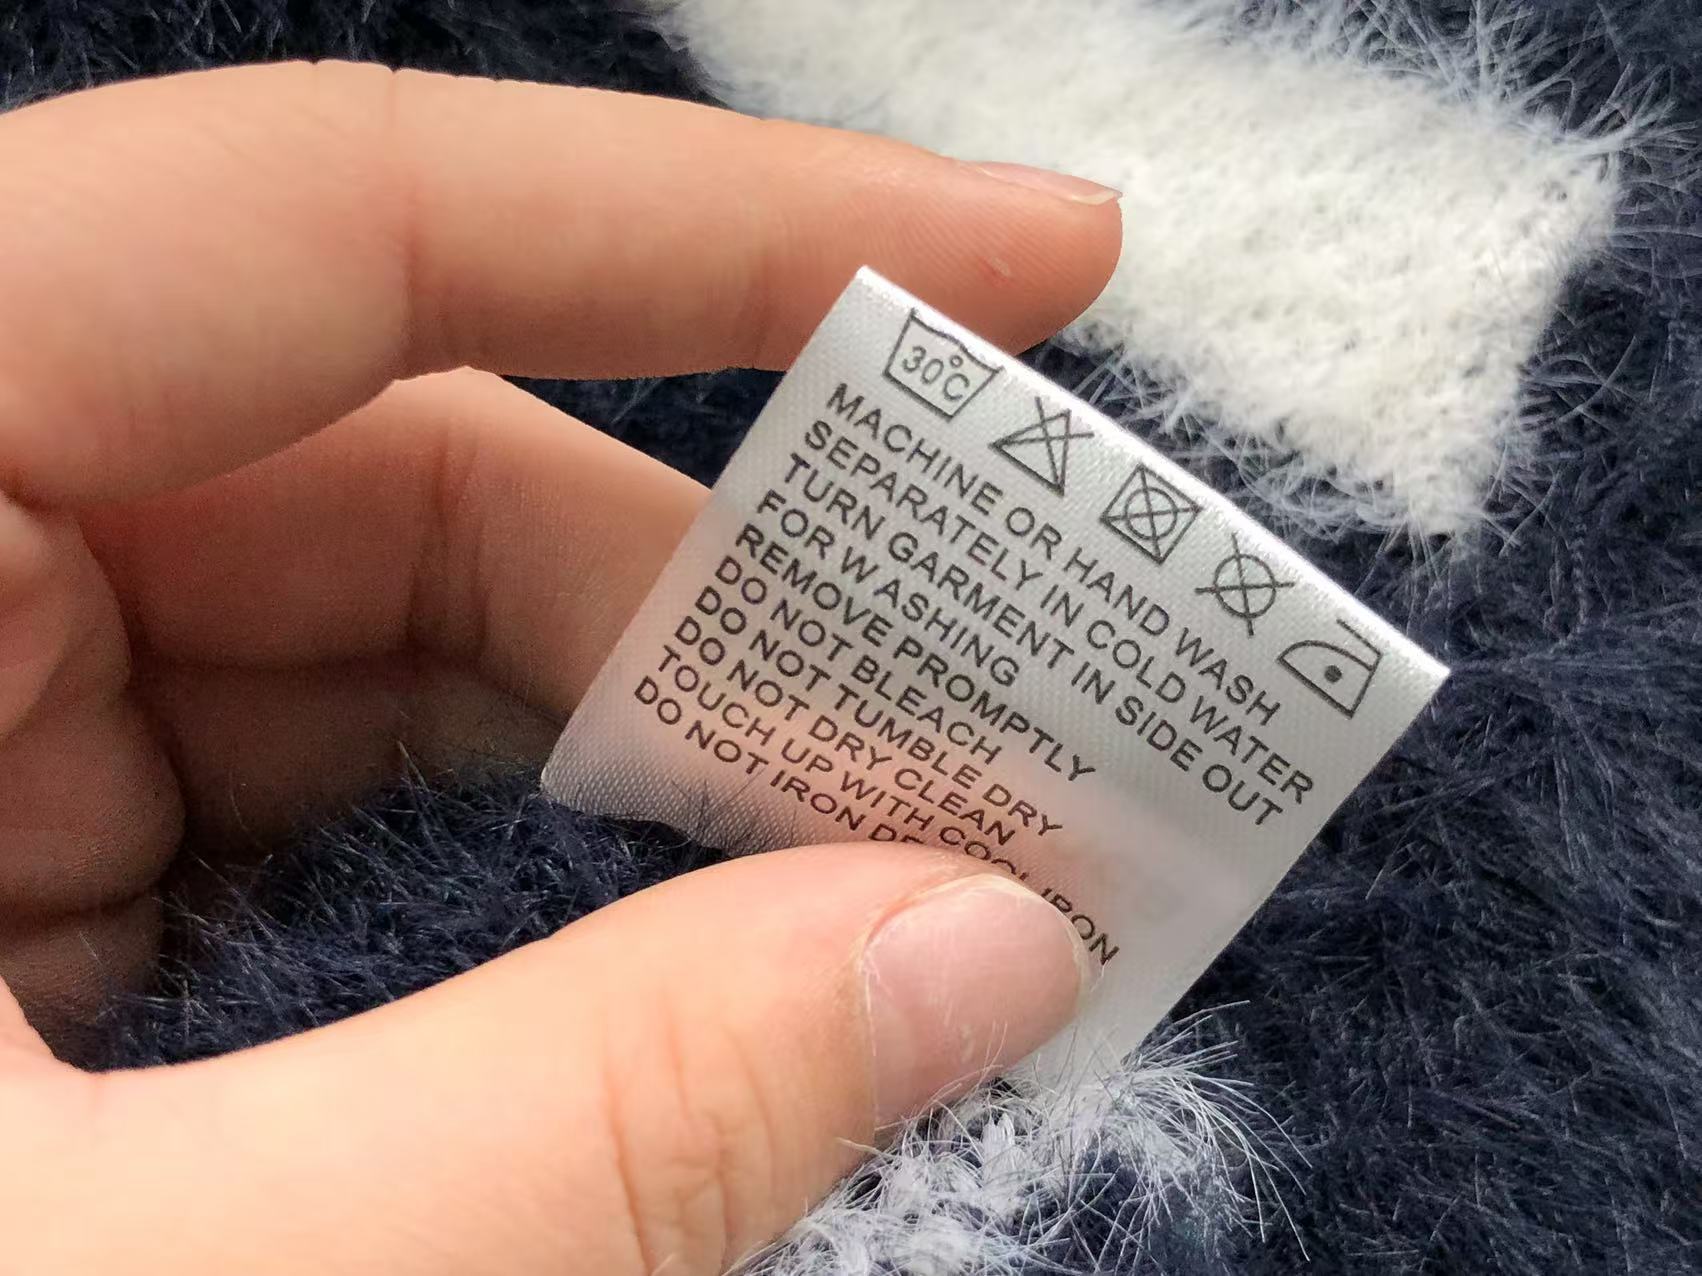 30°C
MACHINE OR HAND WASH
SEPARATELY IN COLD WATER
TURN GARMENT IN SIDE OUT
FOR WASHING
REMOVE PROMPTLY
DO NOT BLEACH
DO NOT TUMBLE DRY
DO NOT DRY CLEAN
TOUCH UP WITH COOL IRON
DO NOT IRON